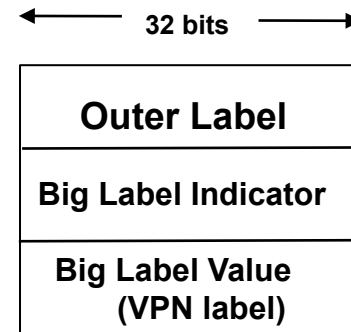 32 bits
Outer Label
Big Label Indicator
Big Label Value
(VPN label)